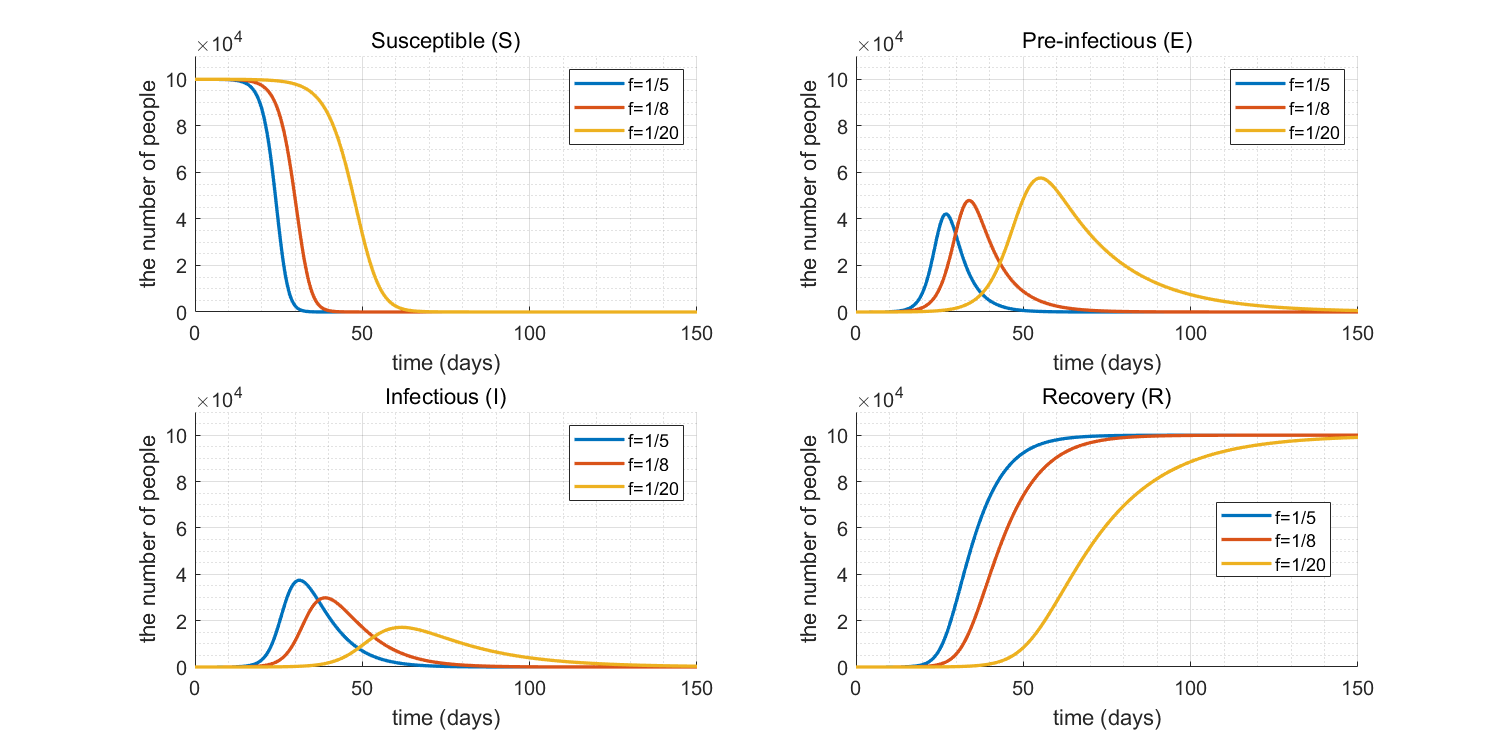 Susceptible (S)
×10⁴
the number of people
10
8
6
4
2
0
0 50 100 150
time (days)
f=1/5
f=1/8
f=1/20
Pre-infectious (E)
×10⁴
the number of people
10
8
6
4
2
0
0 50 100 150
time (days)
f=1/5
f=1/8
f=1/20
Infectious (I)
×10⁴
the number of people
10
8
6
4
2
0
0 50 100 150
time (days)
f=1/5
f=1/8
f=1/20
Recovery (R)
×10⁴
the number of people
10
8
6
4
2
0
0 50 100 150
time (days)
f=1/5
f=1/8
f=1/20